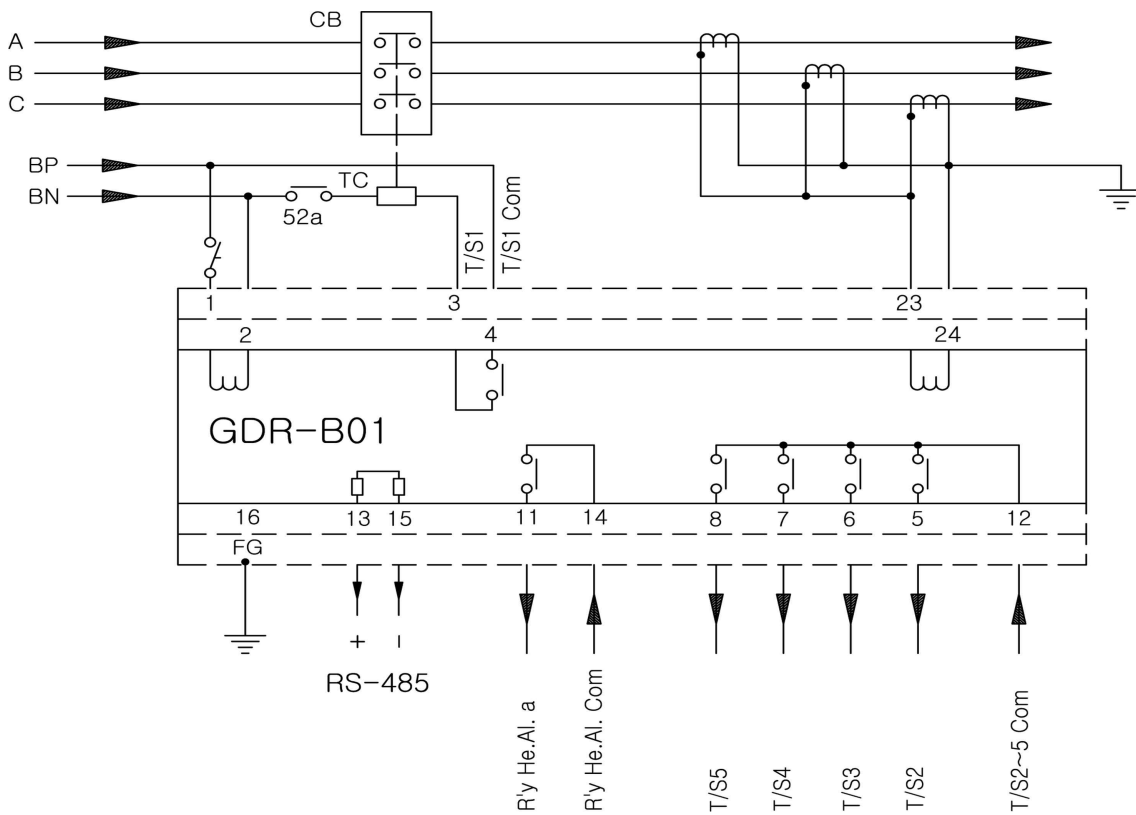 CB
A
B
C
BP
BN
TC
52a
T/S1
T/S1 Com
1
3
23
2
4
24
GDR-B01
16
13
15
11
14
8
7
6
5
12
FG
+
-
RS-485
R'y He.Al. a
R'y He.Al. Com
T/S5
T/S4
T/S3
T/S2
T/S2~5 Com